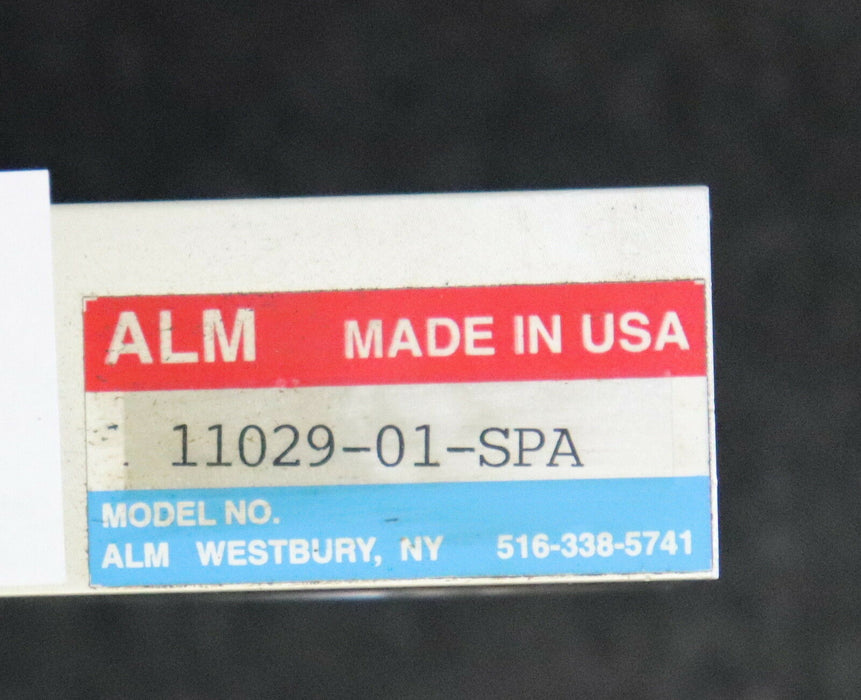 ALM MADE IN USA
11029-01-SPA
MODEL NO.
ALM WESTBURY, NY 516-338-5741